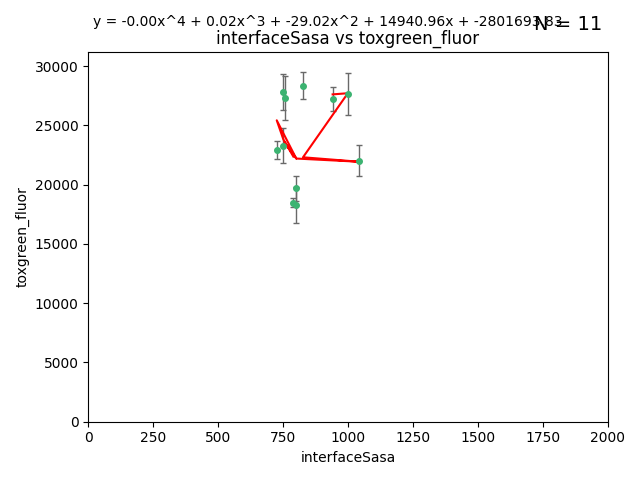 y = -0.00x^4 + 0.02x^3 + -29.02x^2 + 14940.96x + -2801693.83
N = 11
interfaceSasa vs toxgreen_fluor
30000
25000
20000
15000
10000
5000
0
toxgreen_fluor
0 250 500 750 1000 1250 1500 1750 2000
interfaceSasa